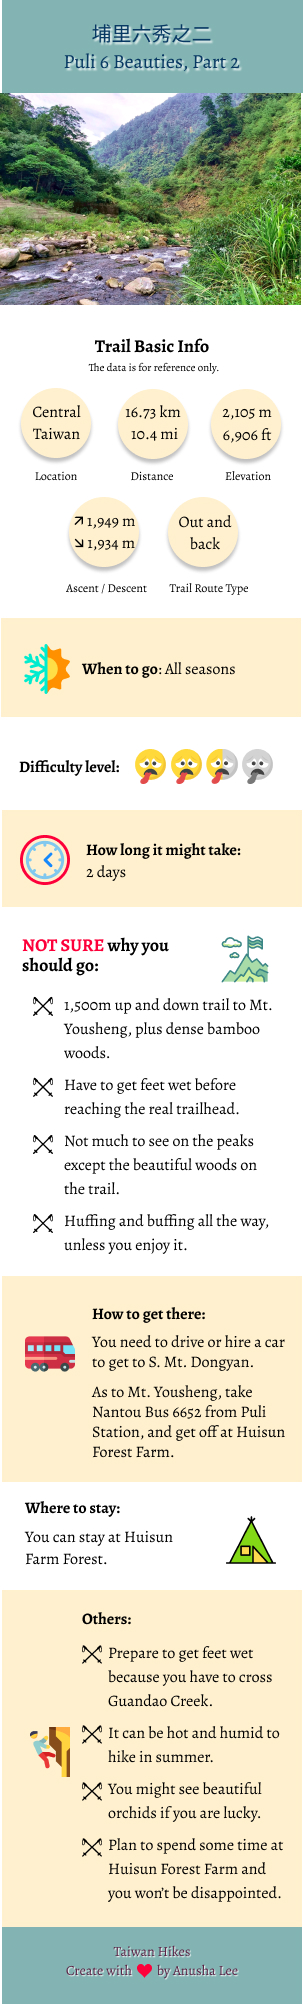 埔里六秀之二
Puli 6 Beauties, Part 2
Trail Basic Info
The data is for reference only.
Central
Taiwan
Location
16.73 km
10.4 mi
Distance
2,105 m
6,906 ft
Elevation
↗ 1,949 m
↘ 1,934 m
Ascent / Descent
Out and
back
Trail Route Type
When to go: All seasons
Difficulty level:
How long it might take:
2 days
NOT SURE why you
should go:
1,500m up and down trail to Mt.
Yousheng, plus dense bamboo
woods.
Have to get feet wet before
reaching the real trailhead.
Not much to see on the peaks
except the beautiful woods on
the trail.
Huffing and buffing all the way,
unless you enjoy it.
How to get there:
You need to drive or hire a car
to get to S. Mt. Dongyan.
As to Mt. Yousheng, take
Nantou Bus 6652 from Puli
Station, and get off at Huisun
Forest Farm.
Where to stay:
You can stay at Huisun
Farm Forest.
Others:
Prepare to get feet wet
because you have to cross
Guandao Creek.
It can be hot and humid to
hike in summer.
You might see beautiful
orchids if you are lucky.
Plan to spend some time at
Huisun Forest Farm and
you won't be disappointed.
Taiwan Hikes
Create with ❤ by Anusha Lee